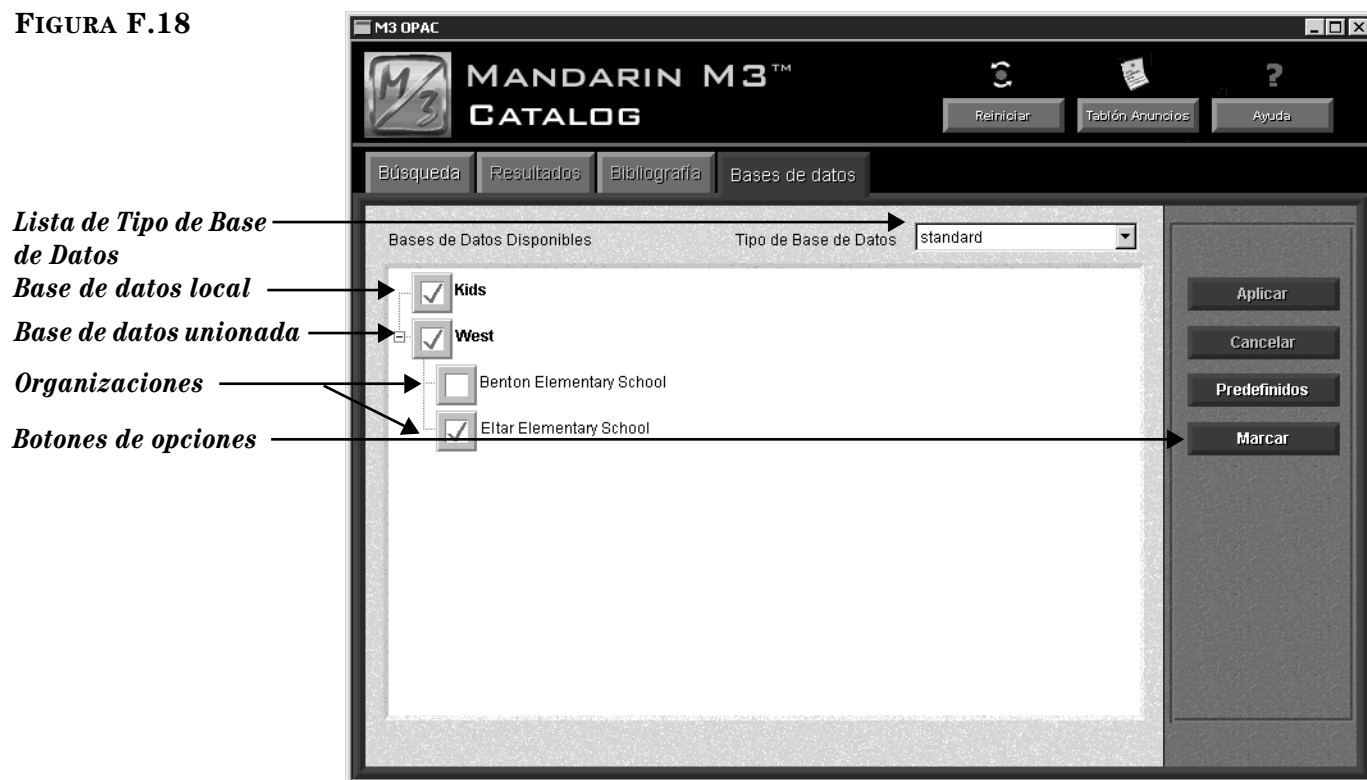 FIGURA F.18
M3 OPAC
M/3
MANDARIN M3™
CATALOG
?
Reiniciar
Tablón Anuncios
Ayuda
Búsqueda
Resultados
Bibliografía
Bases de datos
Lista de Tipo de Base
de Datos
Bases de Datos Disponibles
Tipo de Base de Datos
standard
Base de datos local
Kids
Aplicar
Base de datos unionada
West
Cancelar
Organizaciones
Benton Elementary School
Predefinidos
Eltar Elementary School
Botones de opciones
Marcar